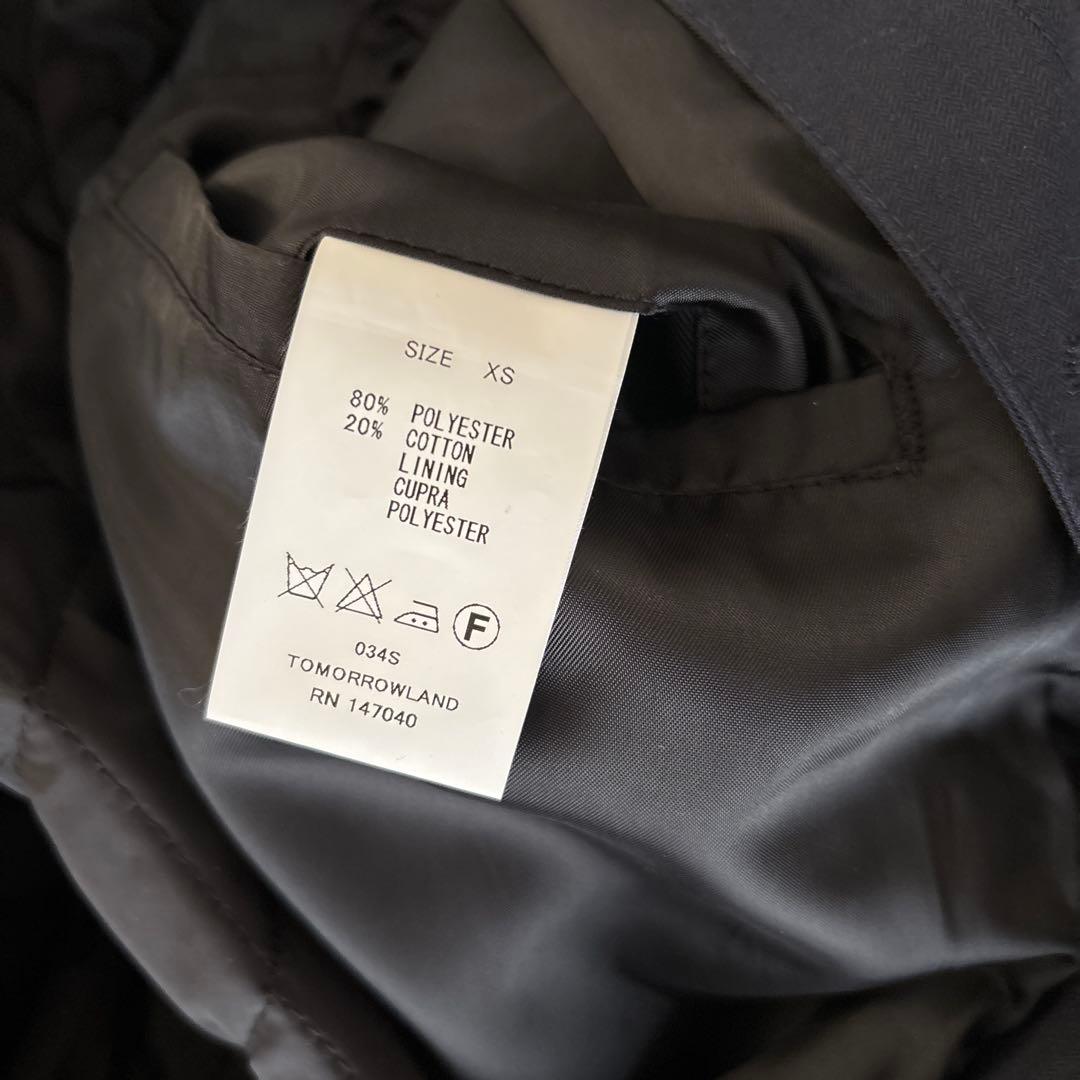 SIZE XS
80% POLYESTER
20% COTTON
LINING
CUPRA
POLYESTER
F
034S
TOMORROWLAND
RN 147040